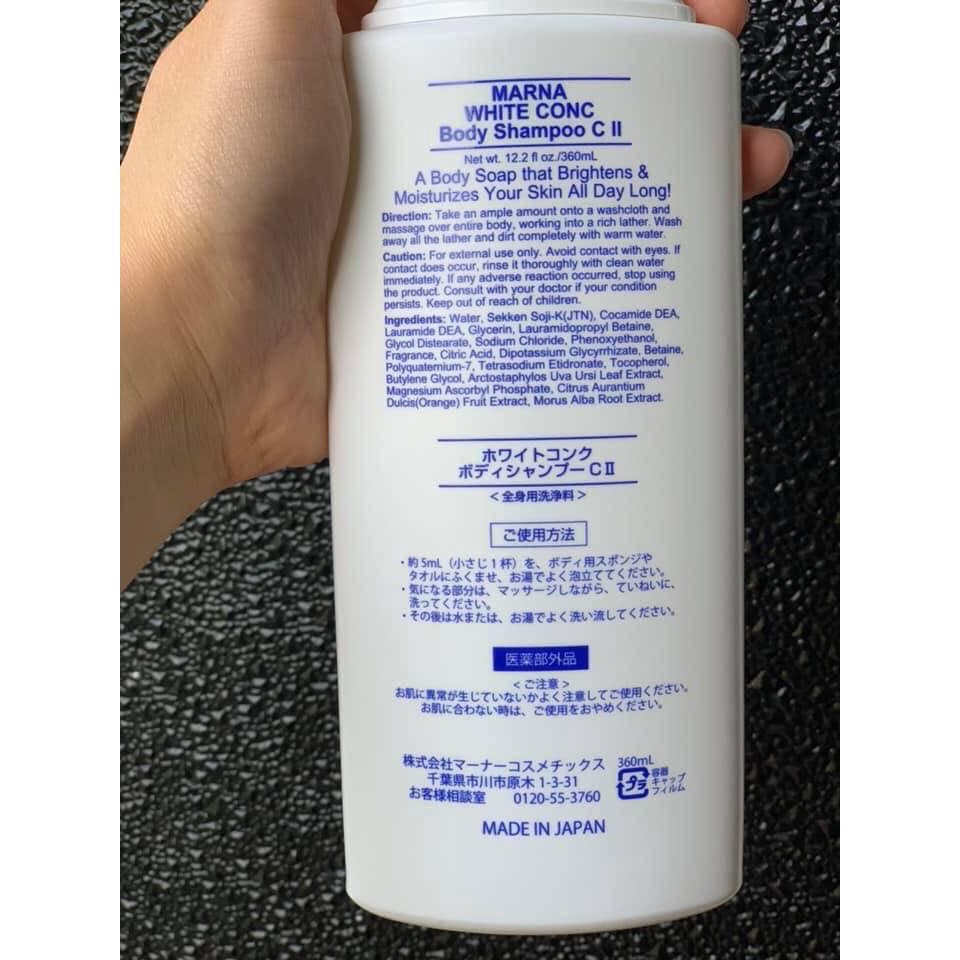 MARNA
WHITE CONC
Body Shampoo C II
Net wt. 12.2 fl oz./360mL
A Body Soap that Brightens &
Moisturizes Your Skin All Day Long!
Direction: Take an ample amount onto a washcloth and
massage over entire body, working into a rich lather. Wash
away all the lather and dirt completely with warm water.
Caution: For external use only. Avoid contact with eyes. If
contact does occur, rinse it thoroughly with clean water
immediately. If any adverse reaction occurred, stop using
the product. Consult with your doctor if your condition
persists. Keep out of reach of children.
Ingredients: Water, Sekken Soji-K(JTN), Cocamide DEA,
Lauramide DEA, Glycerin, Lauramidopropyl Betaine,
Glycol Distearate, Sodium Chloride, Phenoxyethanol,
Fragrance, Citric Acid, Dipotassium Glycyrrhizate, Betaine,
Polyquaternium-7, Tetrasodium Etidronate, Tocopherol,
Butylene Glycol, Arctostaphylos Uva Ursi Leaf Extract,
Magnesium Ascorbyl Phosphate, Citrus Aurantium
Dulcis(Orange) Fruit Extract, Morus Alba Root Extract.
ホワイトコンク
ボディシャンプー C II
<全身用洗浄料>
ご使用方法
・約5mL（小さじ1杯）を、ボディ用スポンジや
タオルにふくませ、お湯でよく泡立ててください。
・気になる部分は、マッサージしながら、ていねいに、
洗ってください。
・その後は水または、お湯でよく洗い流してください。
医薬部外品
<ご注意>
お肌に異常が生じていないかよく注意してご使用ください。
お肌に合わない時は、ご使用をおやめください。
株式会社マーナーコスメチックス 360mL
千葉県市川市原木 1-3-31
お客様相談室 0120-55-3760
プラ
容器
キャップ
フィルム
MADE IN JAPAN